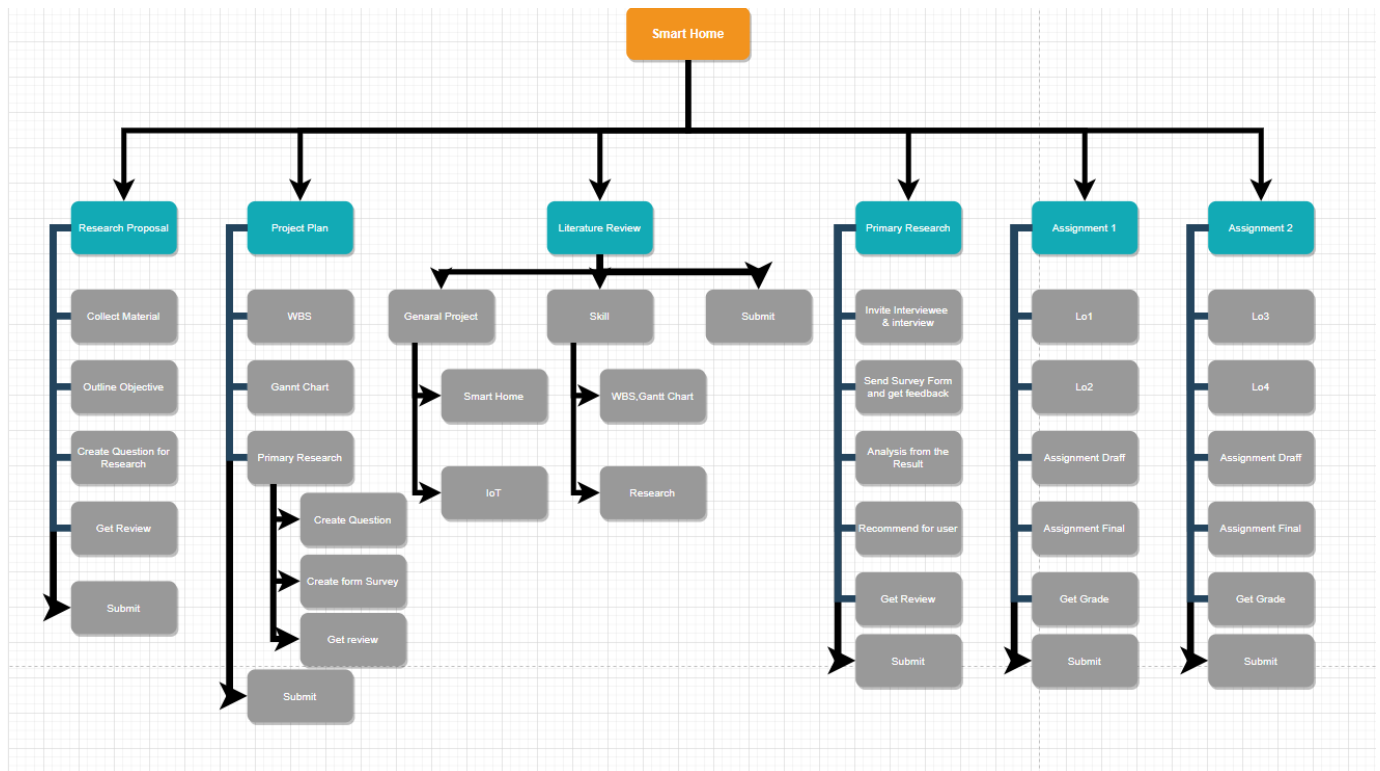 Smart Home
Research Proposal
Collect Material
Outline Objective
Create Question for
Research
Get Review
Submit
Project Plan
WBS
Gannt Chart
Primary Research
Create Question
Create form Survey
Get review
Submit
Literature Review
Genaral Project
Smart Home
IoT
Skill
WBS,Gantt Chart
Research
Submit
Primary Research
Invite Interviewee
& interview
Send Survey Form
and get feedback
Analysis from the
Result
Recommend for user
Get Review
Submit
Assignment 1
Lo1
Lo2
Assignment Draff
Assignment Final
Get Grade
Submit
Assignment 2
Lo3
Lo4
Assignment Draff
Assignment Final
Get Grade
Submit